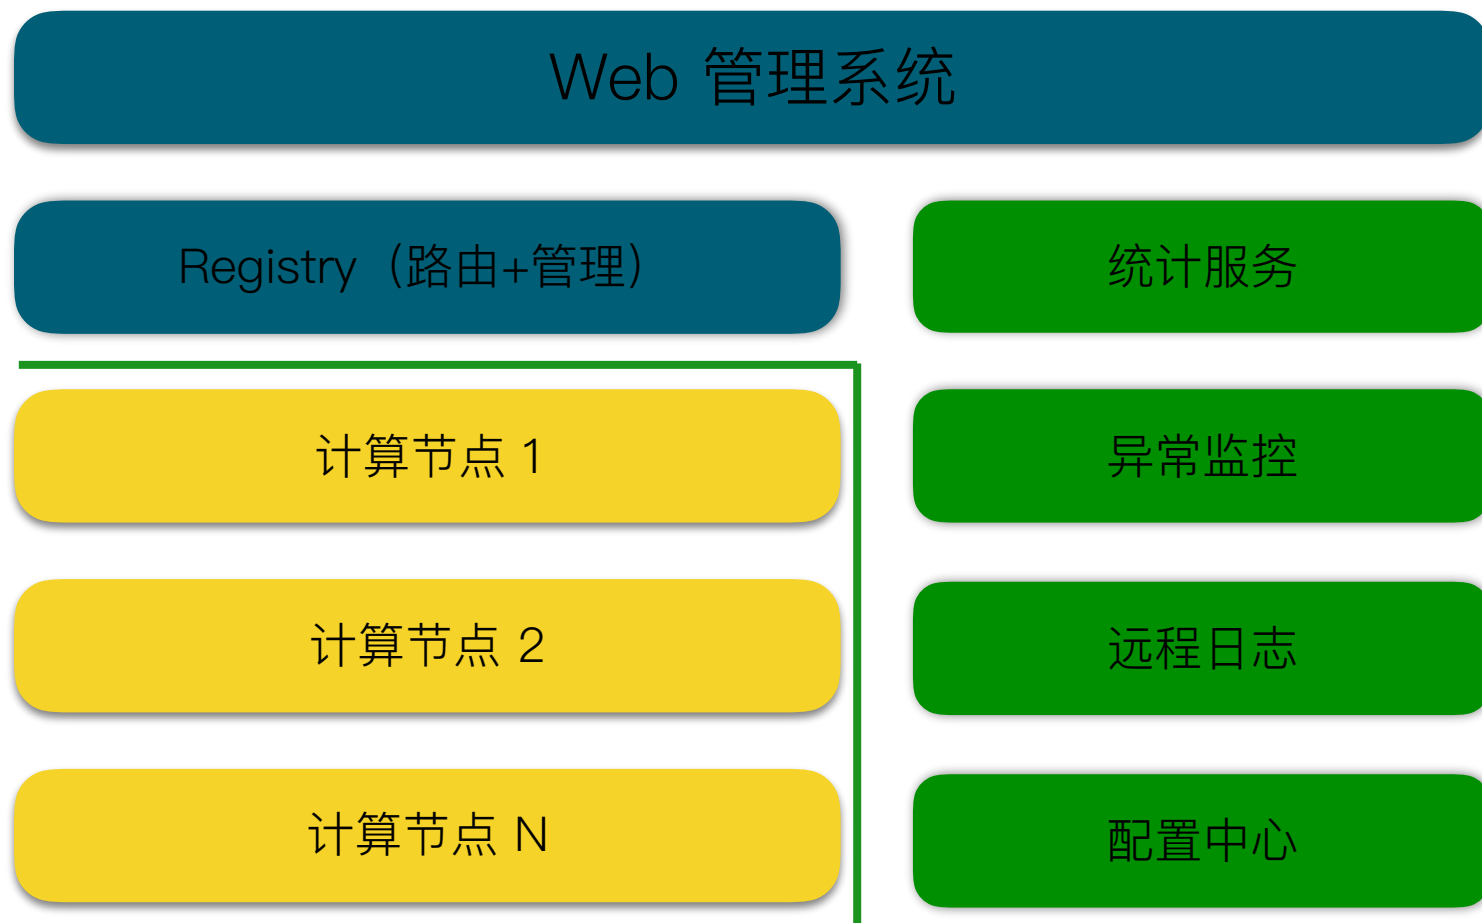 Web 管理系统
Registry（路由+管理）
统计服务
计算节点 1
异常监控
计算节点 2
远程日志
计算节点 N
配置中心